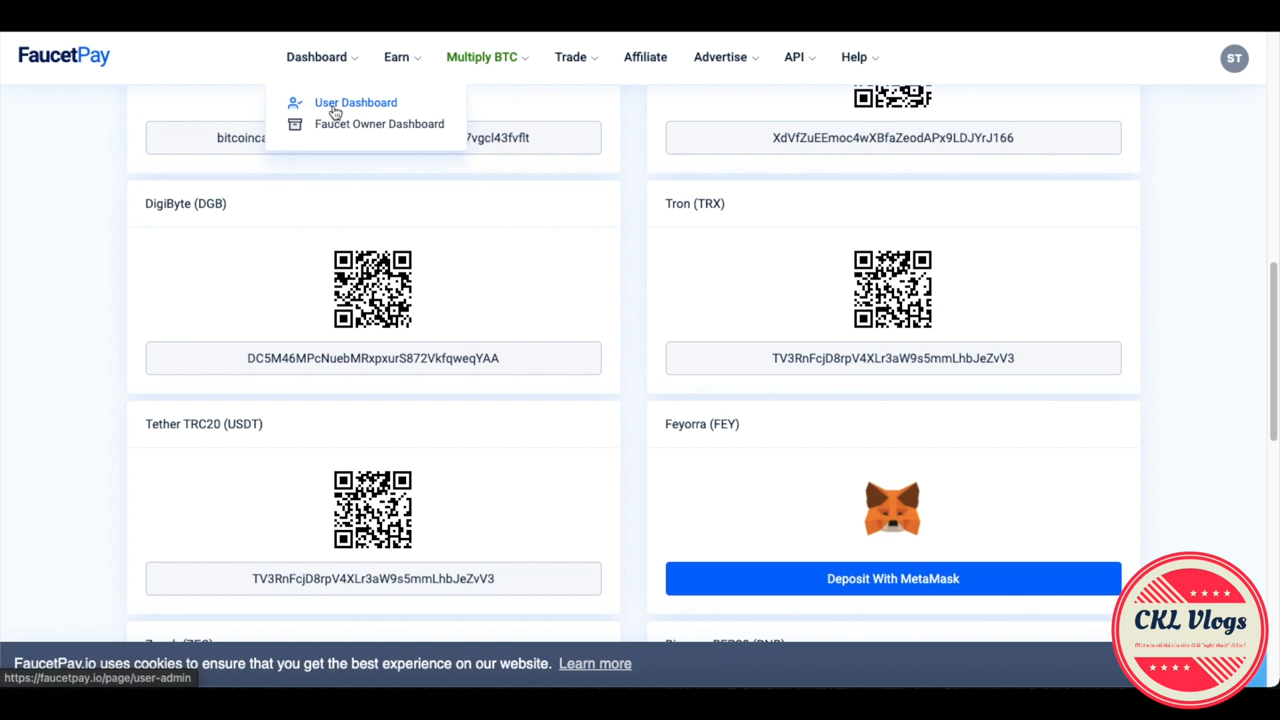 FaucetPay
Dashboard
Earn
Multiply BTC
Trade
Affiliate
Advertise
API
Help
ST
User Dashboard
Faucet Owner Dashboard
bitcoinca
7vgcl43fvflt
XdVfZuEEmoc4wXBfaZeodAPx9LDJYrJ166
DigiByte (DGB)
Tron (TRX)
DC5M46MPcNuebMRxpxurS872VkfqweqYAA
TV3RnFcjD8rpV4XLr3aW9s5mmLhbJeZvV3
Tether TRC20 (USDT)
Feyorra (FEY)
TV3RnFcjD8rpV4XLr3aW9s5mmLhbJeZvV3
Deposit With MetaMask
CKL Vlogs
FaucetPay.io uses cookies to ensure that you get the best experience on our website. Learn more
https://faucetpay.io/page/user-admin